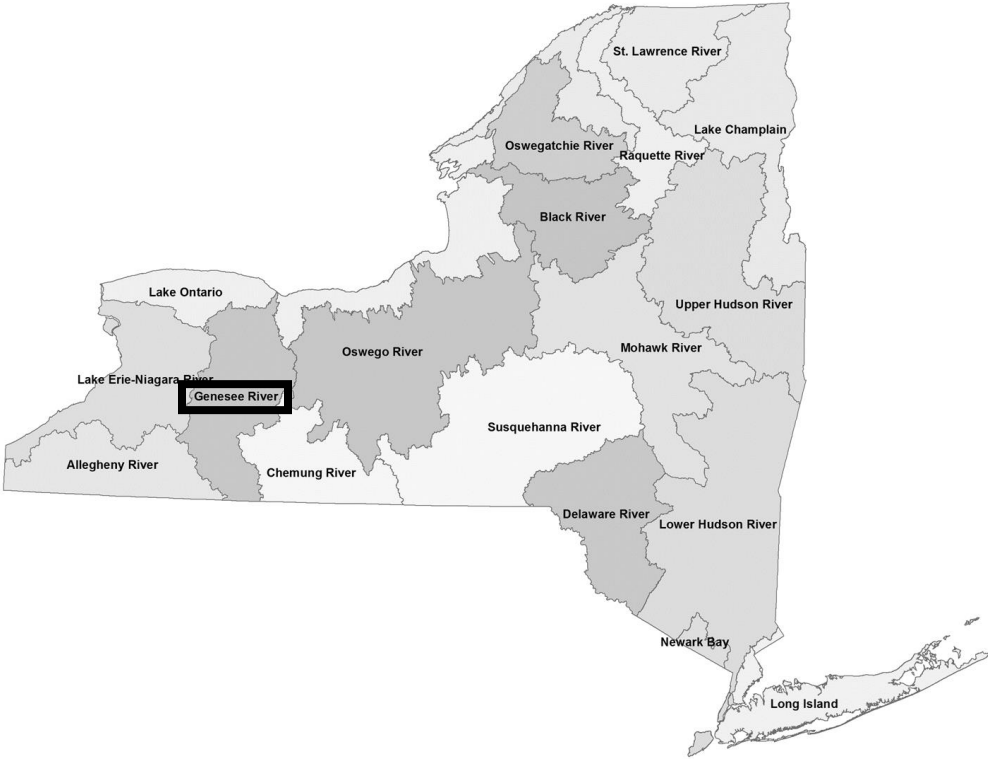 St. Lawrence River
Lake Champlain
Oswegatchie River
Raquette River
Black River
Lake Ontario
Upper Hudson River
Oswego River
Mohawk River
Lake Erie-Niagara River
Genesee River
Susquehanna River
Allegheny River
Chemung River
Delaware River
Lower Hudson River
Newark Bay
Long Island